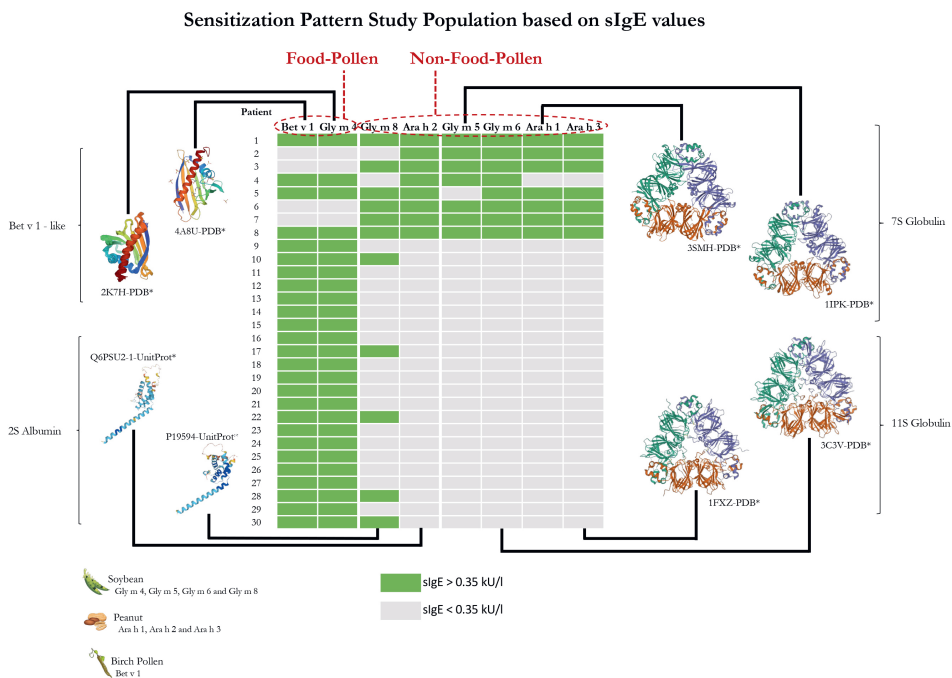 Sensitization Pattern Study Population based on sIgE values
Food-Pollen
Non-Food-Pollen
Patient
Bet v 1 Gly m 4 Gly m 8 Ara h 2 Gly m 5 Gly m 6 Ara h 1 Ara h 3
1
2
3
4
5
6
7
8
9
10
11
12
13
14
15
16
17
18
19
20
21
22
23
24
25
26
27
28
29
30
Bet v 1 - like
4A8U-PDB*
2K7H-PDB*
2S Albumin
Q6PSU2-1-UnitProt*
P19594-UnitProt*
3SMH-PDB*
1IPK-PDB*
7S Globulin
3C3V-PDB*
1FXZ-PDB*
11S Globulin
Soybean
Gly m 4, Gly m 5, Gly m 6 and Gly m 8
Peanut
Ara h 1, Ara h 2 and Ara h 3
Birch Pollen
Bet v 1
sIgE > 0.35 kU/l
sIgE < 0.35 kU/l